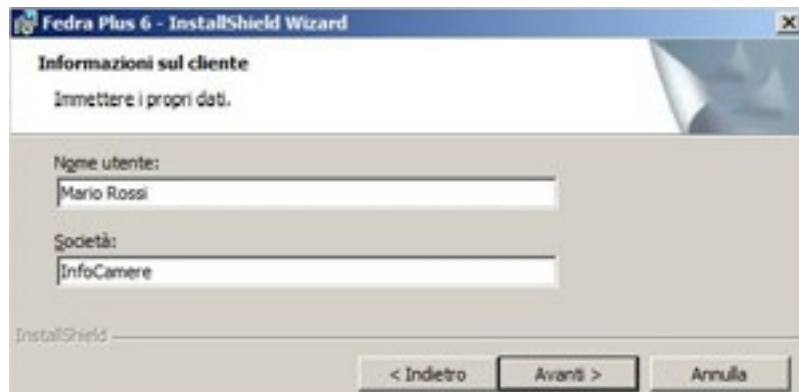 Fedra Plus 6 - InstallShield Wizard
Informazioni sul cliente
Immettere i propri dati.
Nome utente:
Mario Rossi
Società:
InfoCamere
InstallShield
< Indietro
Avanti >
Annulla